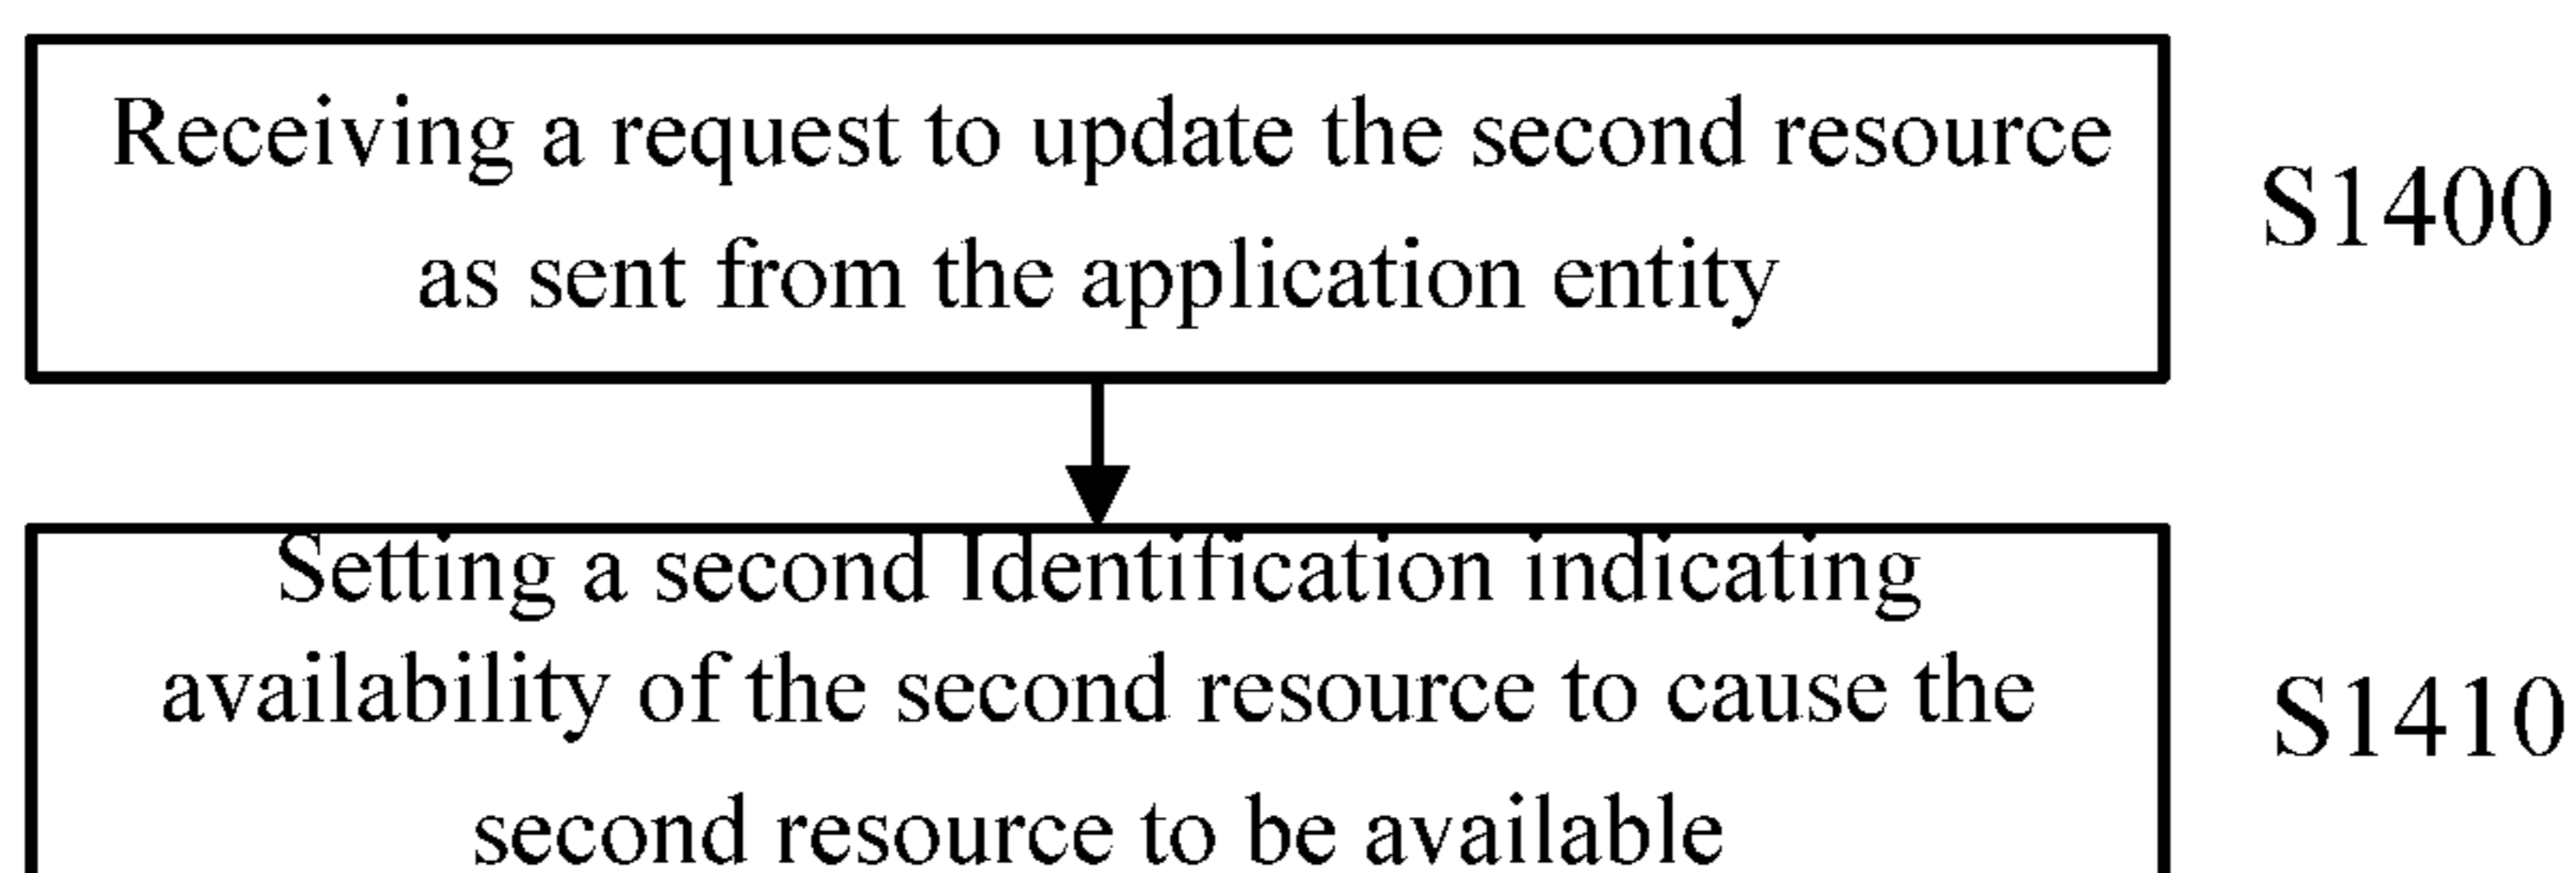 Receiving a request to update the second resource
as sent from the application entity
S1400
Setting a second Identification indicating
availability of the second resource to cause the
second resource to be available
S1410